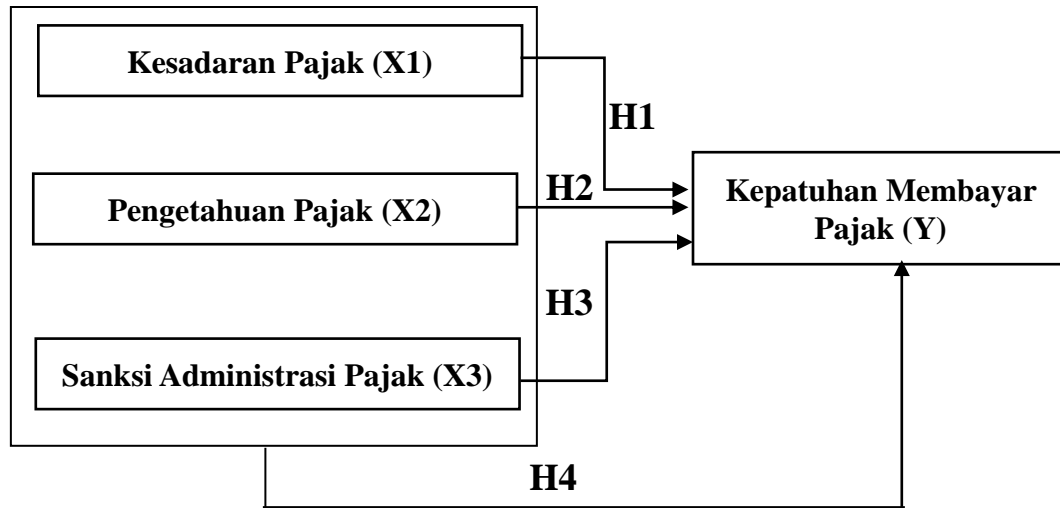 Kesadaran Pajak (X1)
H1
Pengetahuan Pajak (X2)
H2
Kepatuhan Membayar
Pajak (Y)
H3
Sanksi Administrasi Pajak (X3)
H4